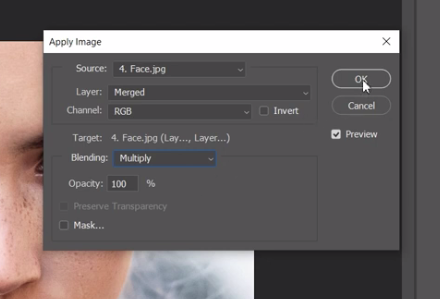 Apply Image
Source: 4. Face.jpg
Layer: Merged
Channel: RGB Invert
OK
Cancel
Preview
Target: 4. Face.jpg (Lay..., Layer...)
Blending: Multiply
Opacity: 100 %
Preserve Transparency
Mask...